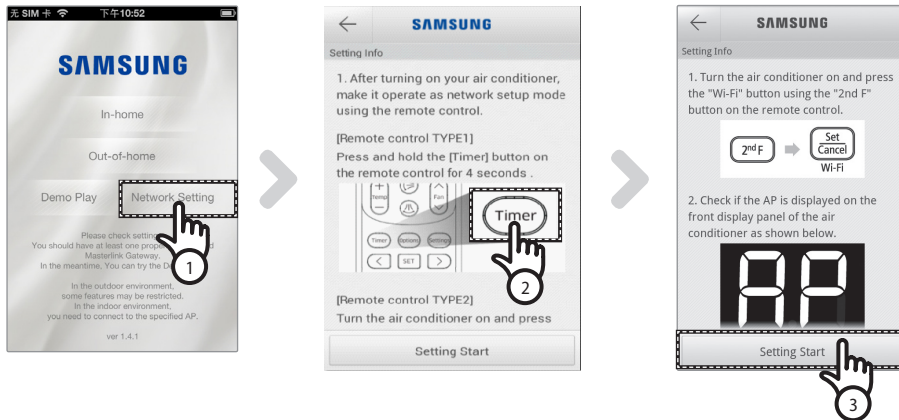 无 SIM 卡 下午10:52
SAMSUNG
In-home
Out-of-home
Demo Play Network Setting
Please check setting
You should have at least one
Masterlink Gateway.
In the meantime, You can try the
In the outdoor environment,
some features may be restricted.
In the indoor environment,
you need to connect to the specified AP.
ver 1.4.1
1
SAMSUNG
Setting Info
1. After turning on your air conditioner,
make it operate as network setup mode
using the remote control.
[Remote control TYPE1]
Press and hold the [Timer] button on
the remote control for 4 seconds .
Temp Fan
Timer Options Settings
SET
Timer
2
[Remote control TYPE2]
Turn the air conditioner on and press
Setting Start
SAMSUNG
Setting Info
1. Turn the air conditioner on and press
the "Wi-Fi" button using the "2nd F"
button on the remote control.
2nd F
Set
Cancel
Wi-Fi
2. Check if the AP is displayed on the
front display panel of the air
conditioner as shown below.
AP
Setting Start
3